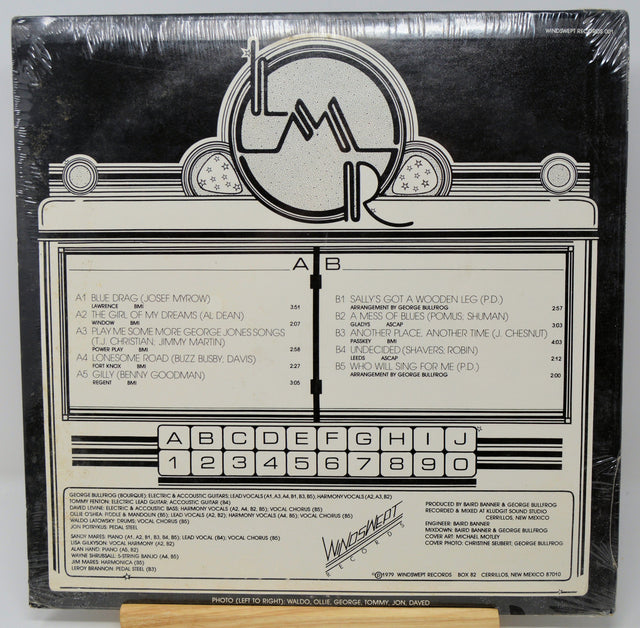 WINDSWEPT RECORDS 001
LMLR
A B
A1 BLUE DRAG (JOSEF MYROW)
LAWRENCE BMI 3:51
A2 THE GIRL OF MY DREAMS (AL DEAN)
WINDOW BMI 2:07
A3 PLAY ME SOME MORE GEORGE JONES SONGS
(T.J. CHRISTIAN; JIMMY MARTIN)
POWER PLAY BMI 2:58
A4 LONESOME ROAD (BUZZ BUSBY, DAVIS)
FORT KNOX BMI 2:27
A5 GILLY (BENNY GOODMAN)
REGENT BMI 3:05
B1 SALLY'S GOT A WOODEN LEG (P.D.)
ARRANGEMENT BY GEORGE BULLFROG 2:57
B2 A MESS OF BLUES (POMUS; SHUMAN)
GLADYS ASCAP 3:03
B3 ANOTHER PLACE, ANOTHER TIME (J. CHESNUT)
PASSKEY BMI 4:03
B4 UNDECIDED (SHAVERS; ROBIN)
LEEDS ASCAP 2:12
B5 WHO WILL SING FOR ME (P.D.)
ARRANGEMENT BY GEORGE BULLFROG 2:00
A B C D E F G H I J
1 2 3 4 5 6 7 8 9 0
GEORGE BULLFROG (BOURQUE): ELECTRIC & ACCOUSTIC GUITARS; LEAD VOCALS (A1, A3, A4, B1, B3, B5); HARMONY VOCALS (A2, A3, B2)
TOMMY FENTON: ELECTRIC LEAD GUITAR; ACCOUSTIC GUITAR (B4)
DAVED LEVINE: ELECTRIC & ACOUSTIC BASS; HARMONY VOCALS (A2, A4, B2, B5); VOCAL CHORUS (B5)
OLLIE O'SHEA: FIDDLE & MANDOLIN (B5); LEAD VOCALS (A2, B2); HARMONY VOCALS (A4, B5); VOCAL CHORUS (B5)
WALDO LATOWSKY: DRUMS; VOCAL CHORUS (B5)
JON POTRYKUS: PEDAL STEEL
SANDY MARES: PIANO (A1, A2, B1, B3, B4, B5); LEAD VOCAL (B4); VOCAL CHORUS (B5)
LISA GILKYSON: VOCAL HARMONY (A2, B2)
ALAN HAND: PIANO (A5, B2)
WAYNE SHRUBSALL: 5-STRING BANJO (A4, B5)
JIM MARES: HARMONICA (B5)
LEROY BRANNON: PEDAL STEEL (B3)
WINDSWEPT
RECORDS
PRODUCED BY BAIRD BANNER & GEORGE BULLFROG
RECORDED & MIXED AT KLUDGIT SOUND STUDIO
CERRILLOS, NEW MEXICO
ENGINEER: BAIRD BANNER
MIXDOWN: BAIRD BANNER & GEORGE BULLFROG
COVER ART: MICHAEL MOTLEY
COVER PHOTO: CHRISTINE SEUBERT; GEORGE BULLFROG
©℗1979 WINDSWEPT RECORDS BOX 82 CERRILLOS, NEW MEXICO 87010
PHOTO (LEFT TO RIGHT): WALDO, OLLIE, GEORGE, TOMMY, JON, DAVED